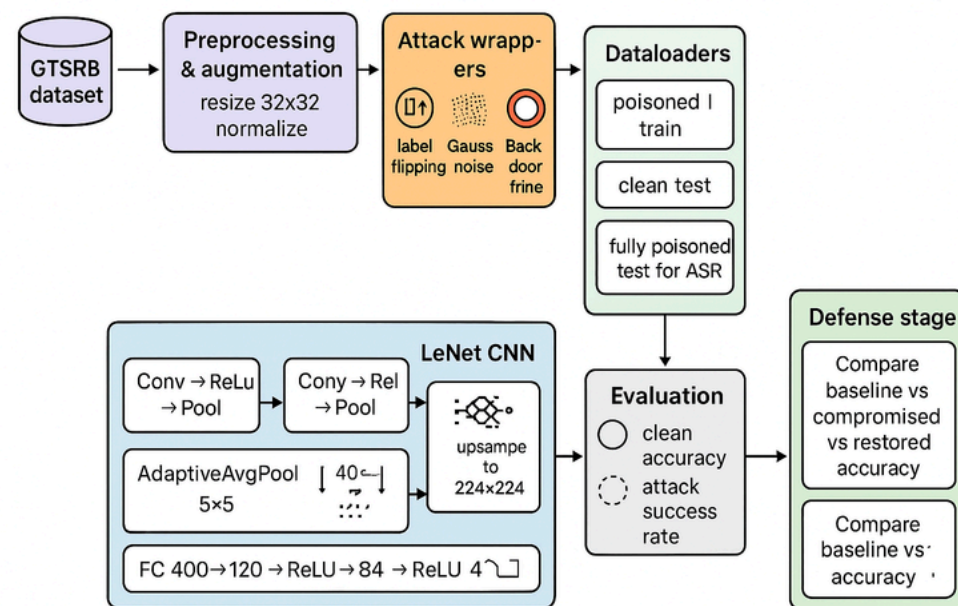 GTSRB
dataset
Preprocessing
& augmentation
resize 32x32
normalize
Attack wrapp-
ers
label
flipping
Gauss
noise
Back
door
frine
Dataloaders
poisoned |
train
clean test
fully poisoned
test for ASR
LeNet CNN
Conv → ReLu
→ Pool
Cony → Rel
→ Pool
upsampe
to
224×224
AdaptiveAvgPool
5×5
40
FC 400→120 → ReLU→84 → ReLU 4
Evaluation
clean
accuracy
attack
success
rate
Defense stage
Compare
baseline vs
compromised
vs restored
accuracy
Compare
baseline vs
accuracy